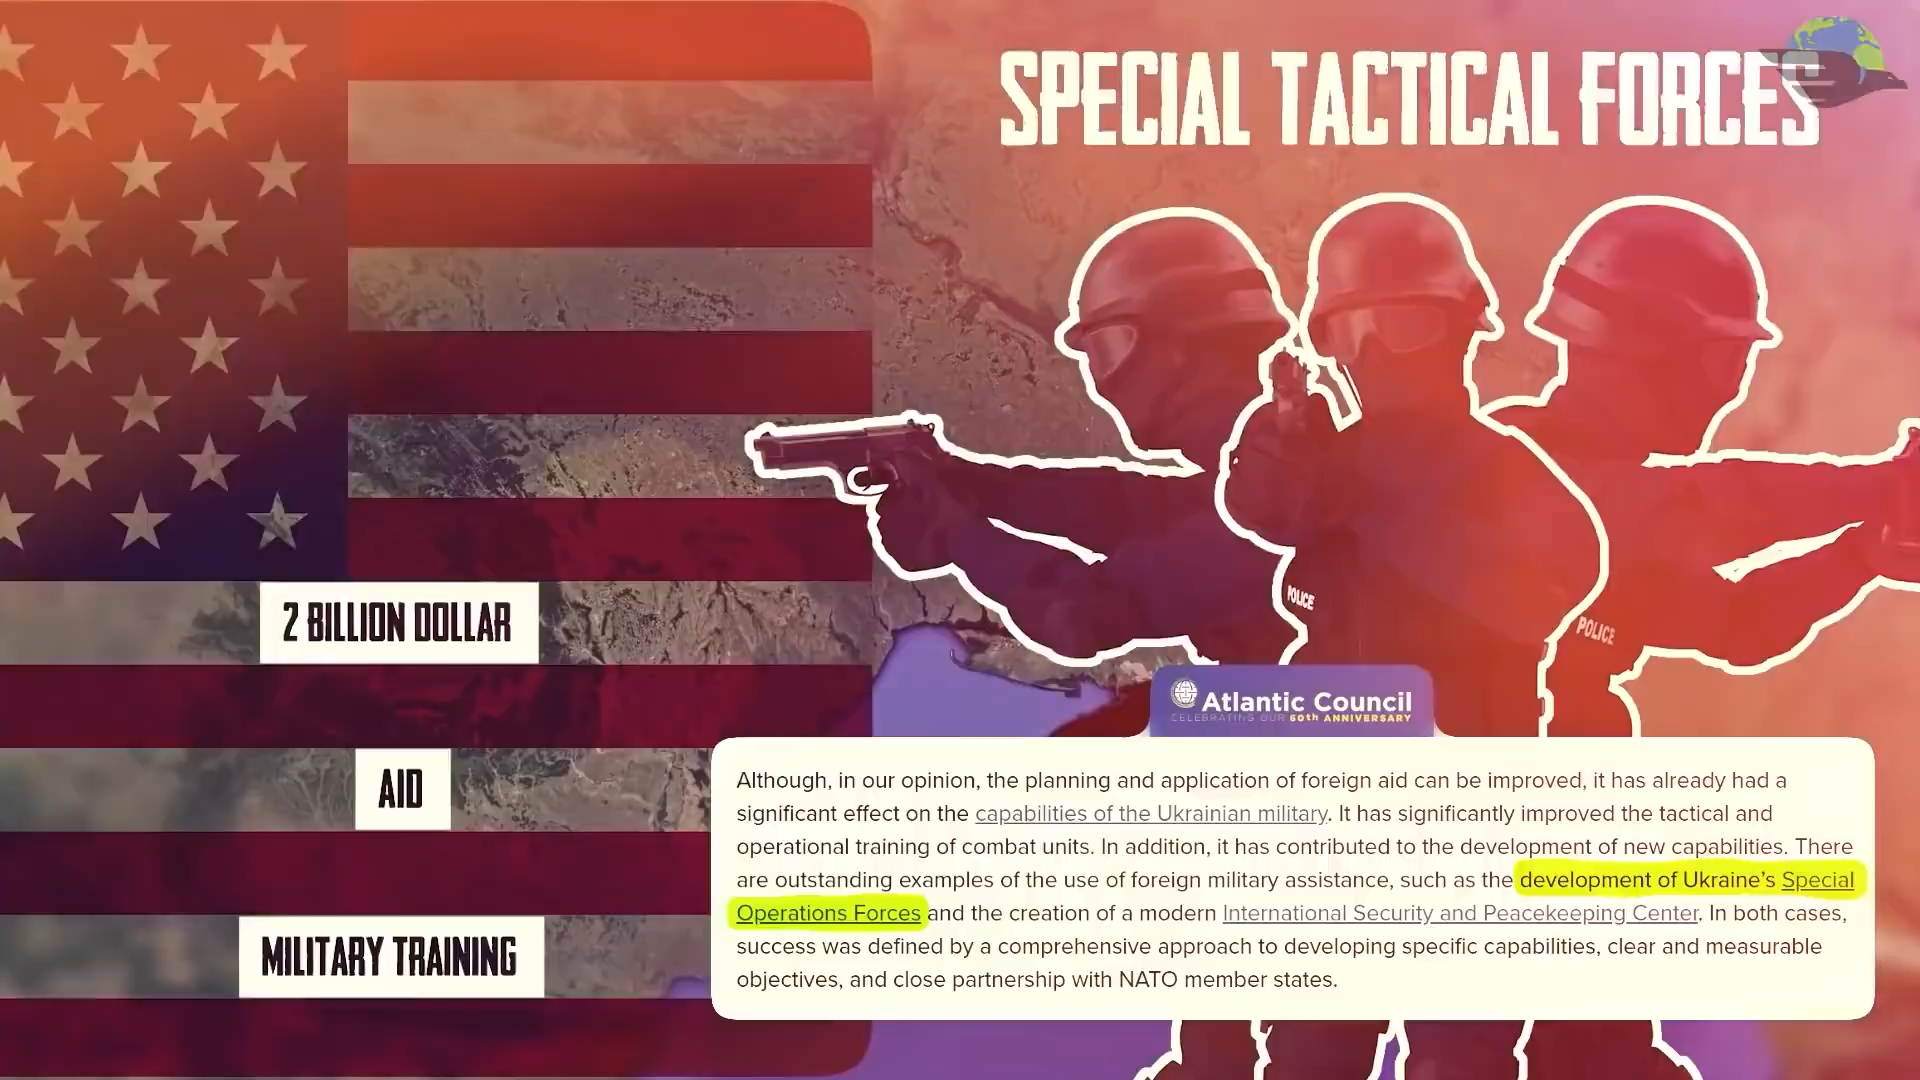 SPECIAL TACTICAL FORCES
POLICE
POLICE
2 BILLION DOLLAR
AID
MILITARY TRAINING
Atlantic Council
CELEBRATING OUR 60th ANNIVERSARY
Although, in our opinion, the planning and application of foreign aid can be improved, it has already had a
significant effect on the capabilities of the Ukrainian military. It has significantly improved the tactical and
operational training of combat units. In addition, it has contributed to the development of new capabilities. There
are outstanding examples of the use of foreign military assistance, such as the development of Ukraine’s Special
Operations Forces and the creation of a modern International Security and Peacekeeping Center. In both cases,
success was defined by a comprehensive approach to developing specific capabilities, clear and measurable
objectives, and close partnership with NATO member states.